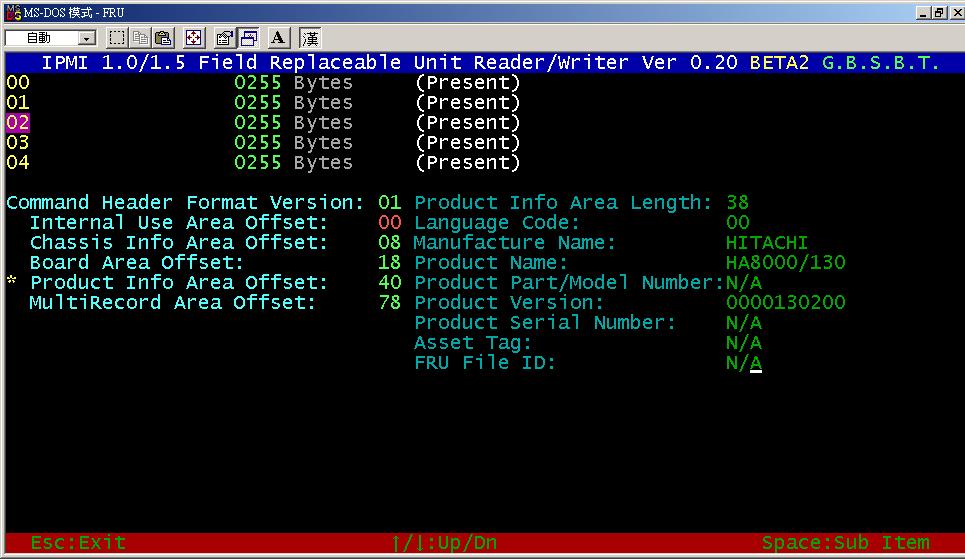 MS-DOS 模式 - FRU
自動 A 漢
IPMI 1.0/1.5 Field Replaceable Unit Reader/Writer Ver 0.20 BETA2 G.B.S.B.T.
00 0255 Bytes (Present)
01 0255 Bytes (Present)
02 0255 Bytes (Present)
03 0255 Bytes (Present)
04 0255 Bytes (Present)
Command Header Format Version: 01 Product Info Area Length: 38
Internal Use Area Offset: 00 Language Code: 00
Chassis Info Area Offset: 08 Manufacture Name: HITACHI
Board Area Offset: 18 Product Name: HA8000/130
* Product Info Area Offset: 40 Product Part/Model Number:N/A
MultiRecord Area Offset: 78 Product Version: 0000130200
Product Serial Number: N/A
Asset Tag: N/A
FRU File ID: N/A
Esc:Exit ↑/↓:Up/Dn Space:Sub Item